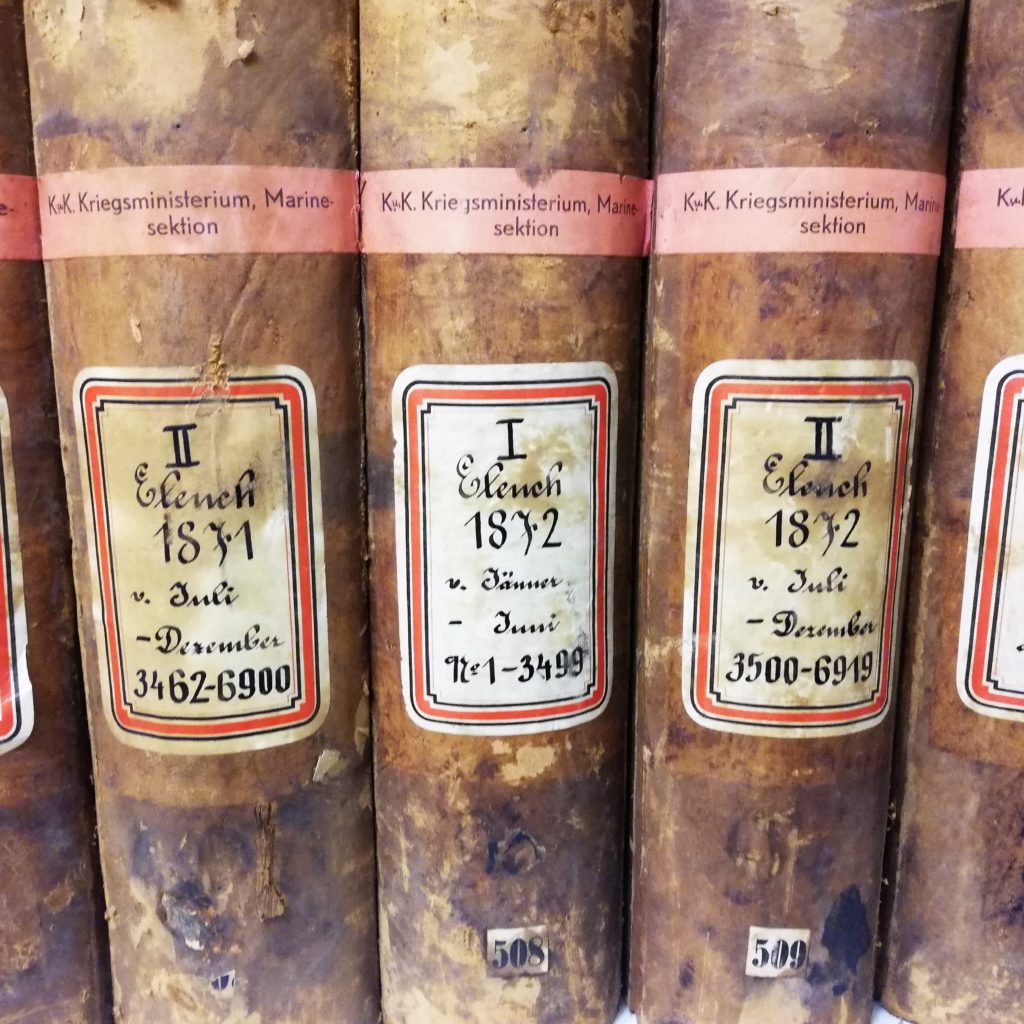 K.u.K. Kriegsministerium, Marine-
sektion
II
Elench
1871
v. Juli
-Dezember
3462-6900
K.u.K. Kriegsministerium, Marine-
sektion
I
Elench
1872
v. Jänner
- Juni
No 1-3499
508
K.u.K. Kriegsministerium, Marine-
sektion
II
Elench
1872
v. Juli
-Dezember
3500-6919
509